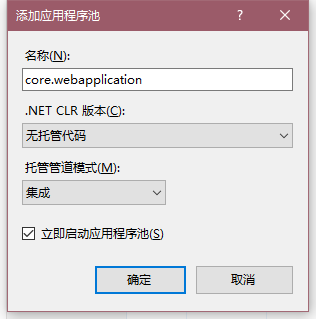 添加应用程序池
名称(N):
core.webapplication
.NET CLR 版本(C):
无托管代码
托管管道模式(M):
集成
立即启动应用程序池(S)
确定
取消